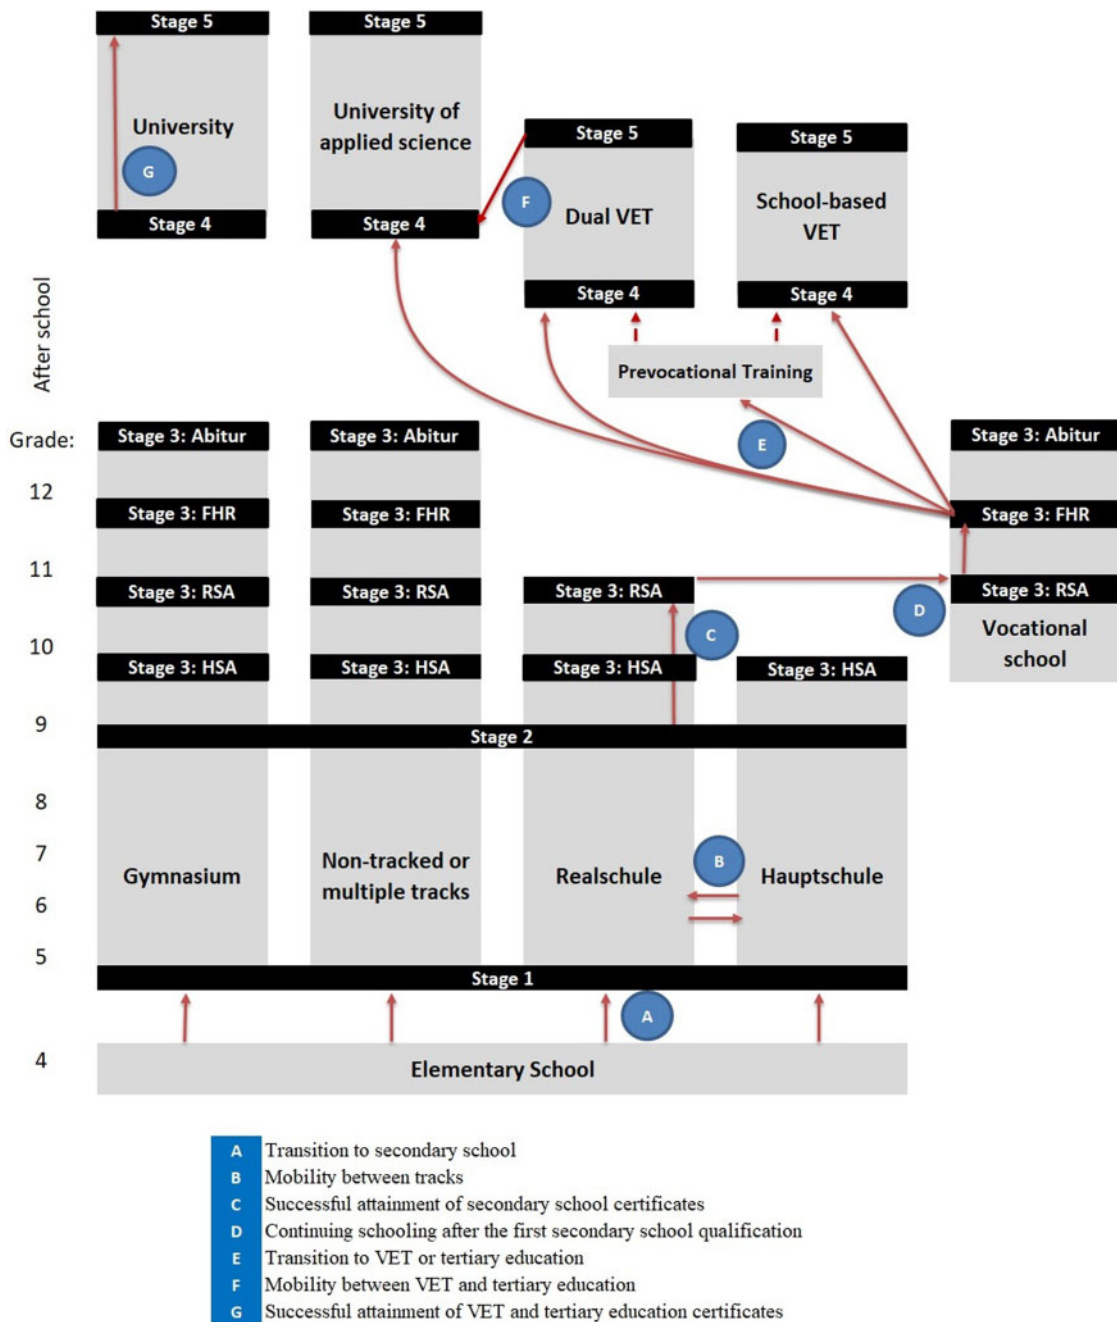 Stage 5
Stage 5
University
University of
applied science
Stage 5
Stage 5
G
F
Dual VET
School-based
VET
Stage 4
Stage 4
Stage 4
Stage 4
After school
Prevocational Training
Grade:
Stage 3: Abitur
Stage 3: Abitur
E
Stage 3: Abitur
12
Stage 3: FHR
Stage 3: FHR
Stage 3: FHR
11
Stage 3: RSA
Stage 3: RSA
Stage 3: RSA
Stage 3: RSA
D
C
Vocational
school
10
Stage 3: HSA
Stage 3: HSA
Stage 3: HSA
Stage 3: HSA
9
Stage 2
8
7
B
Gymnasium
Non-tracked or
multiple tracks
Realschule
Hauptschule
6
5
Stage 1
A
4
Elementary School
A Transition to secondary school
B Mobility between tracks
C Successful attainment of secondary school certificates
D Continuing schooling after the first secondary school qualification
E Transition to VET or tertiary education
F Mobility between VET and tertiary education
G Successful attainment of VET and tertiary education certificates